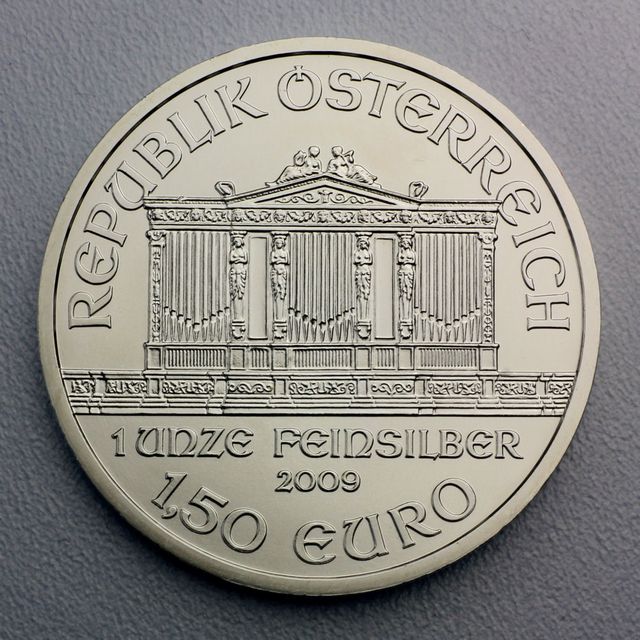 REPUBLIK ÖSTERREICH
1 UNZE FEINSILBER
2009
1,50 EURO